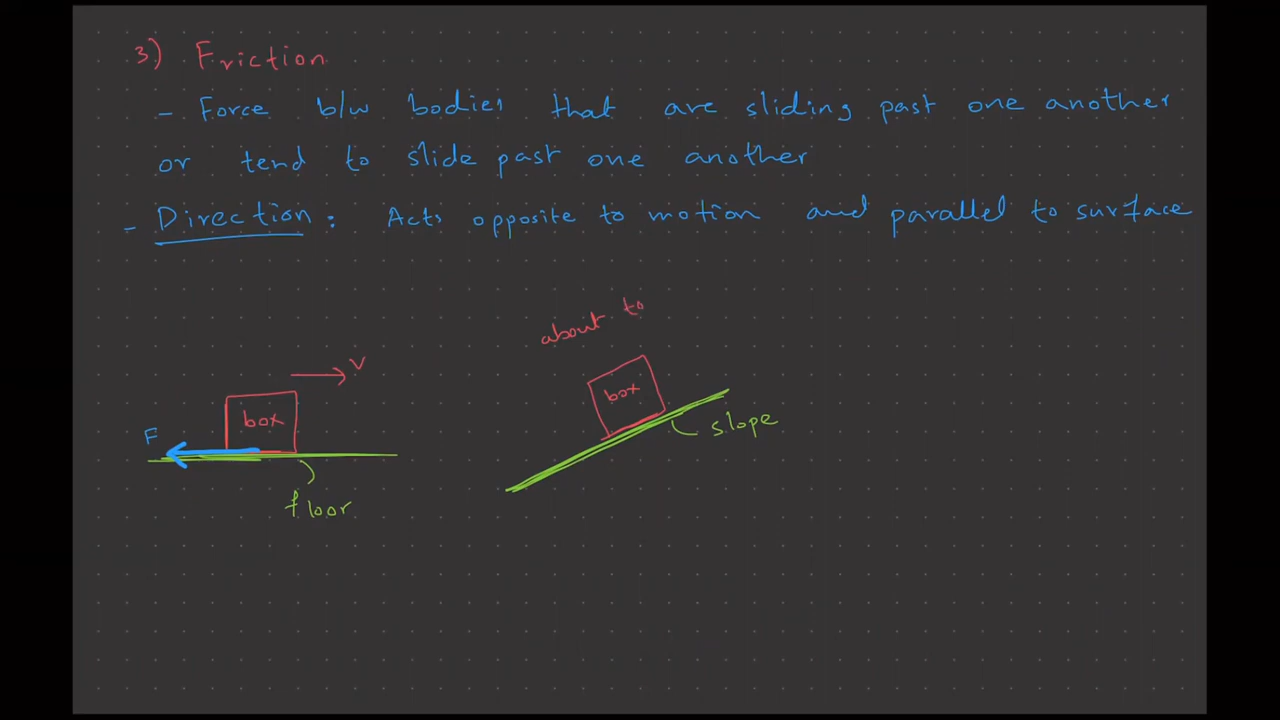 3) Friction
- Force b/w bodies that are sliding past one another
or tend to slide past one another
- Direction: Acts opposite to motion and parallel to surface
about to
V
box
box
F
slope
floor